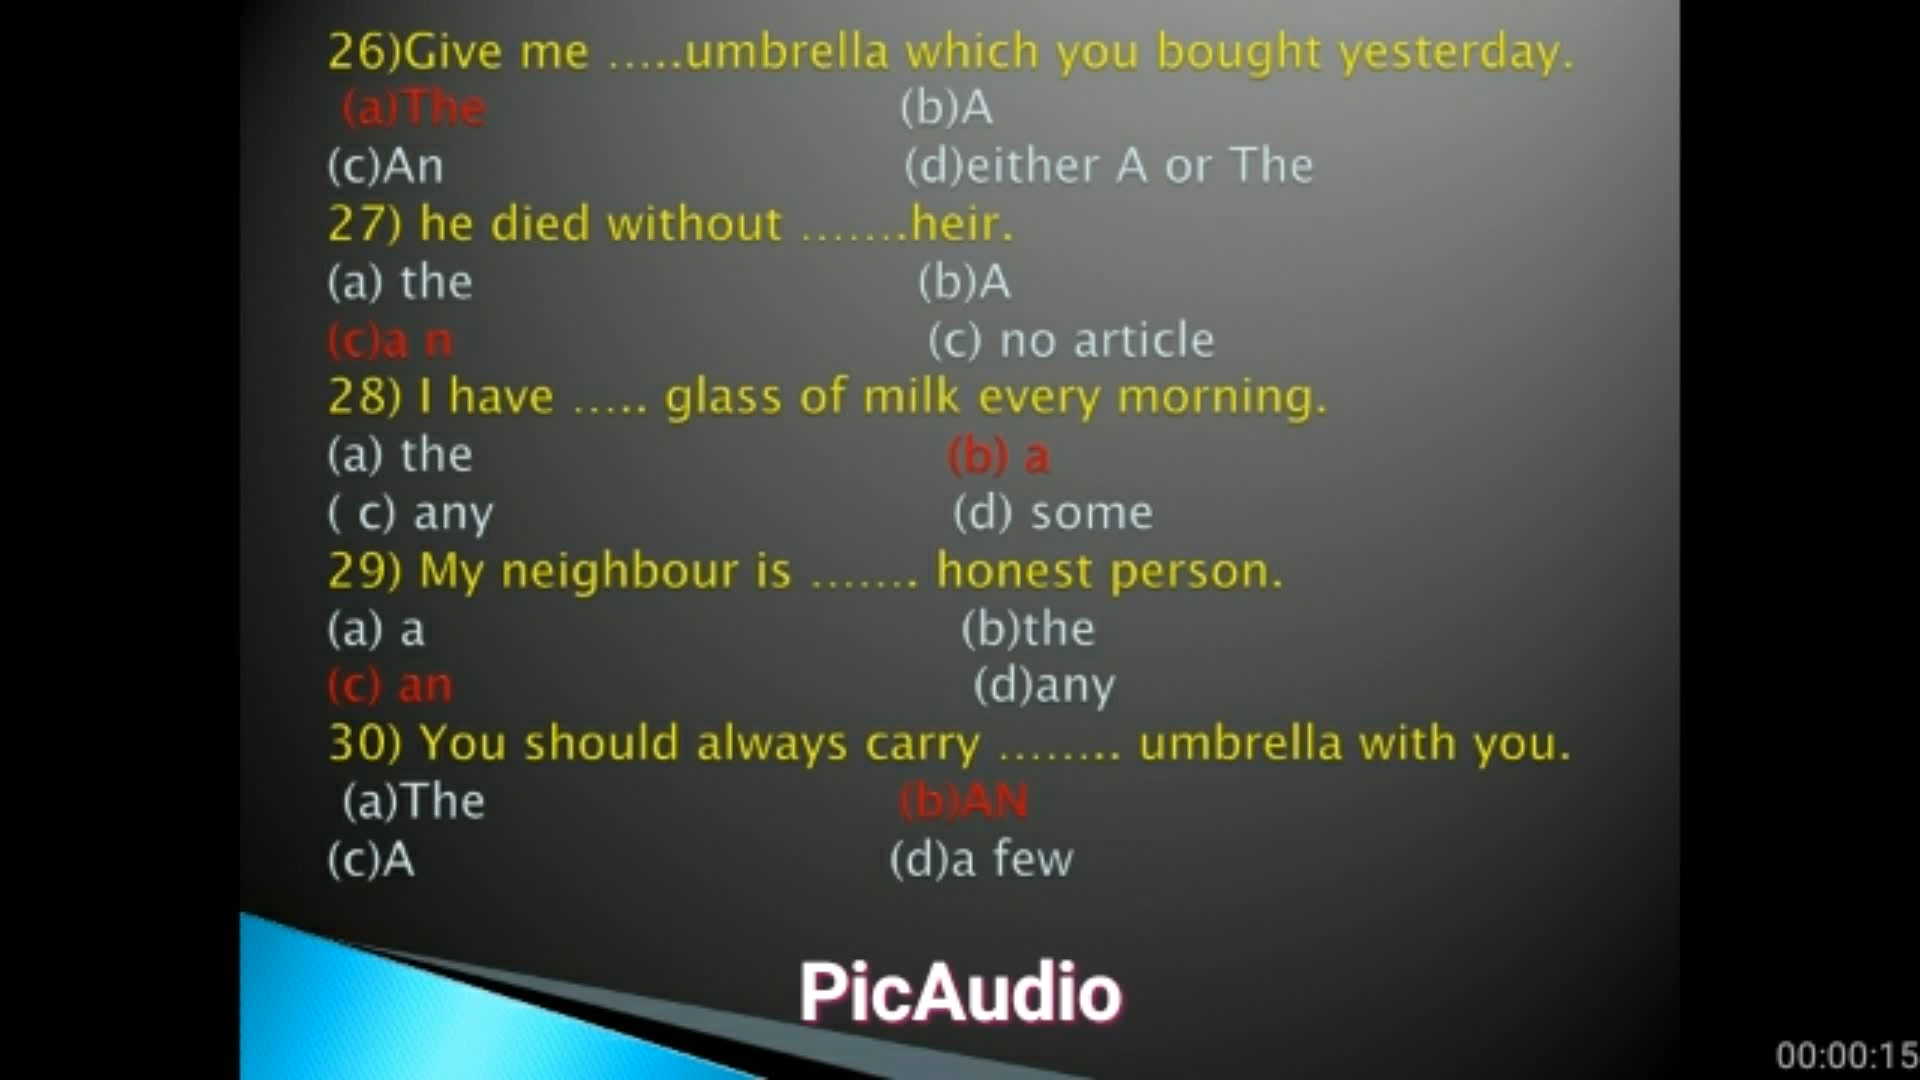 26)Give me .....umbrella which you bought yesterday.
(a)The (b)A
(c)An (d)either A or The
27) he died without .......heir.
(a) the (b)A
(c)a n (c) no article
28) I have ..... glass of milk every morning.
(a) the (b) a
( c) any (d) some
29) My neighbour is ....... honest person.
(a) a (b)the
(c) an (d)any
30) You should always carry ........ umbrella with you.
(a)The (b)AN
(c)A (d)a few
PicAudio
00:00:15